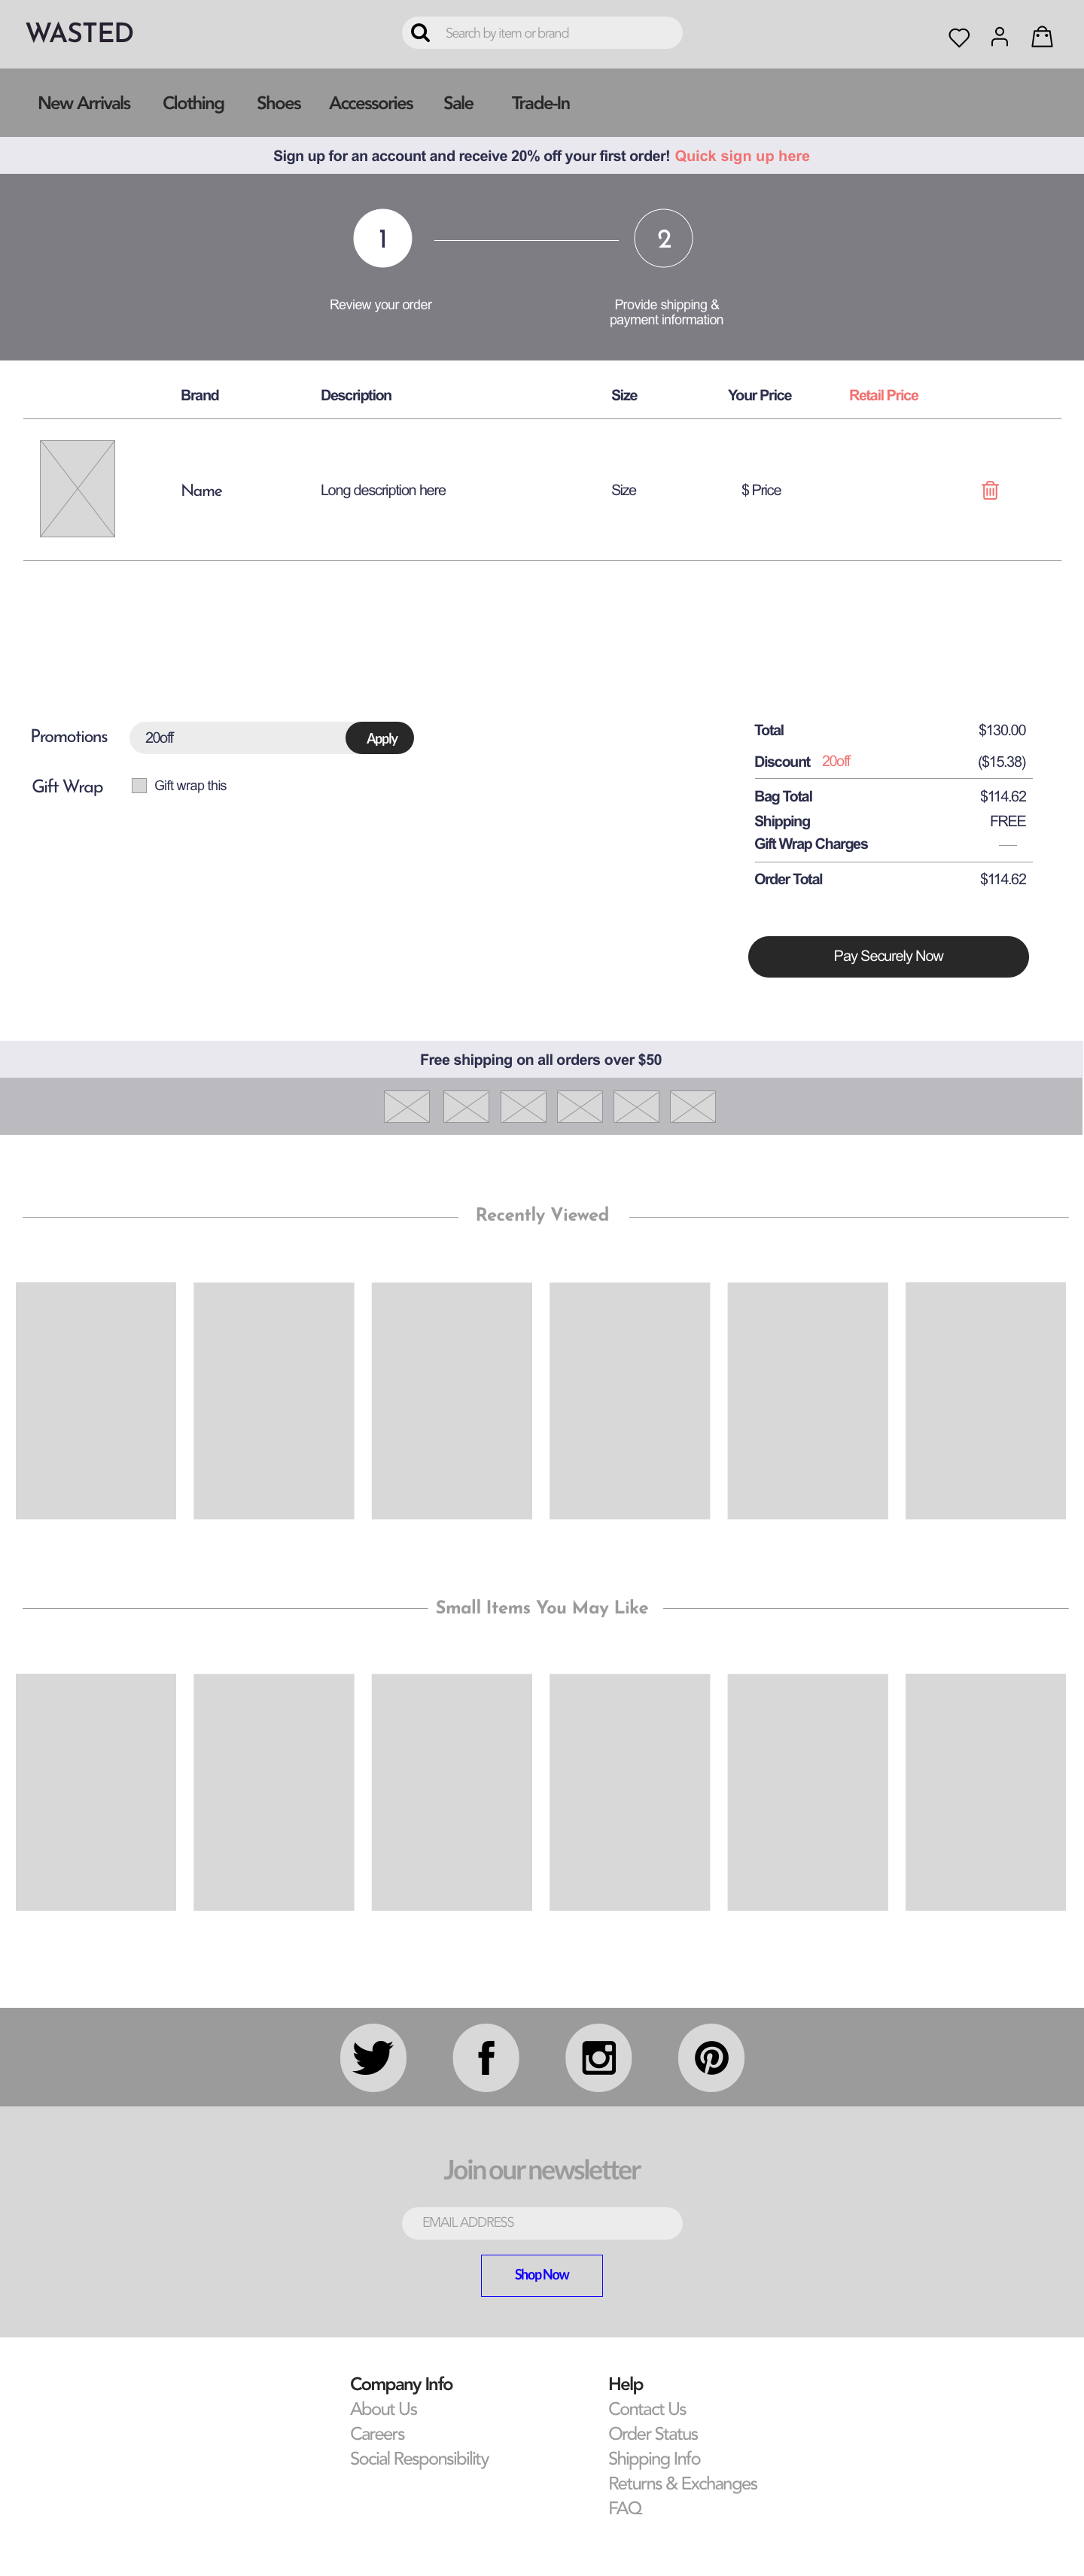 WASTED
Search by item or brand
New Arrivals Clothing Shoes Accessories Sale Trade-In
Sign up for an account and receive 20% off your first order! Quick sign up here
1 2
Review your order
Provide shipping &
payment information
Brand Description Size Your Price Retail Price
Name Long description here Size $ Price
Promotions 20off Apply
Gift Wrap Gift wrap this
Total $130.00
Discount 20off ($15.38)
Bag Total $114.62
Shipping FREE
Gift Wrap Charges —
Order Total $114.62
Pay Securely Now
Free shipping on all orders over $50
Recently Viewed
Small Items You May Like
Join our newsletter
EMAIL ADDRESS
Shop Now
Company Info
About Us
Careers
Social Responsibility
Help
Contact Us
Order Status
Shipping Info
Returns & Exchanges
FAQ